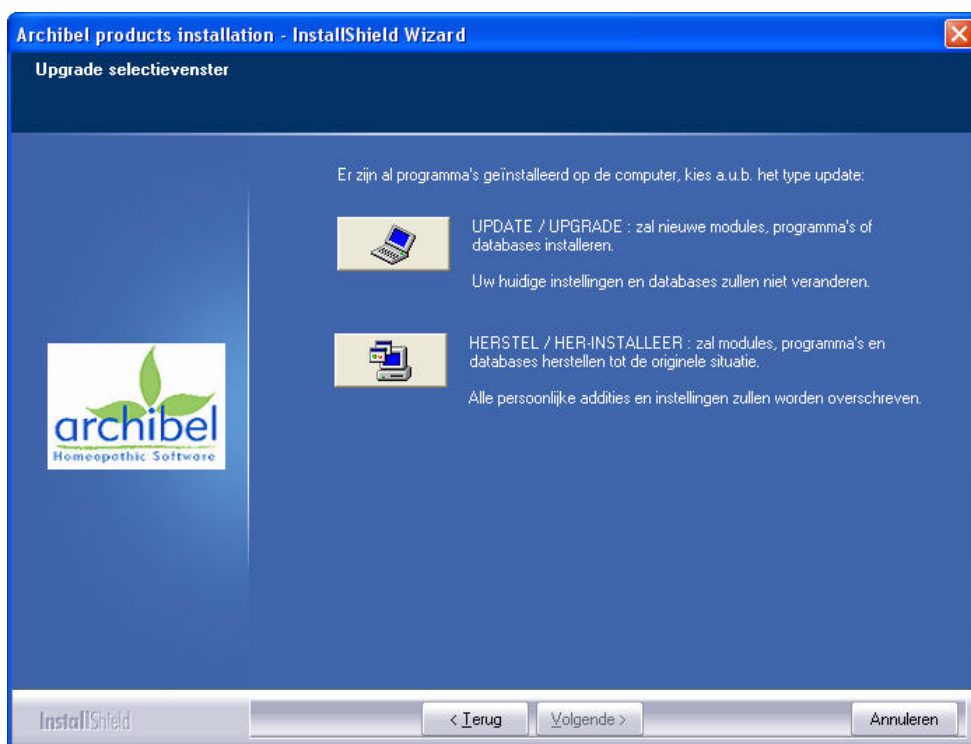 Archibel products installation - InstallShield Wizard
Upgrade selectievenster
Er zijn al programma's geïnstalleerd op de computer, kies a.u.b. het type update:
UPDATE / UPGRADE : zal nieuwe modules, programma's of
databases installeren.
Uw huidige instellingen en databases zullen niet veranderen.
HERSTEL / HER-INSTALLEER : zal modules, programma's en
databases herstellen tot de originele situatie.
Alle persoonlijke addities en instellingen zullen worden overschreven.
archibel
Homeopathic Software
InstallShield
< Terug
Volgende >
Annuleren